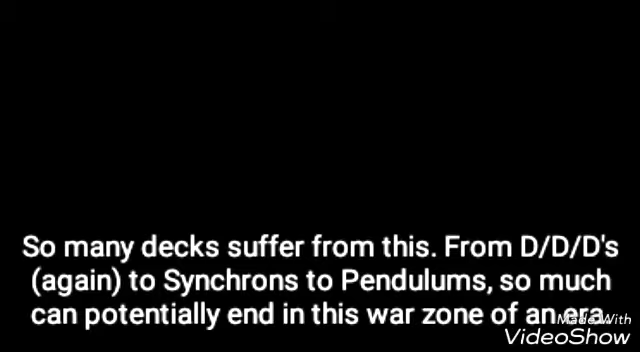 So many decks suffer from this. From D/D/D's
(again) to Synchrons to Pendulums, so much
can potentially end in this war zone of an era.
Made With
VideoShow